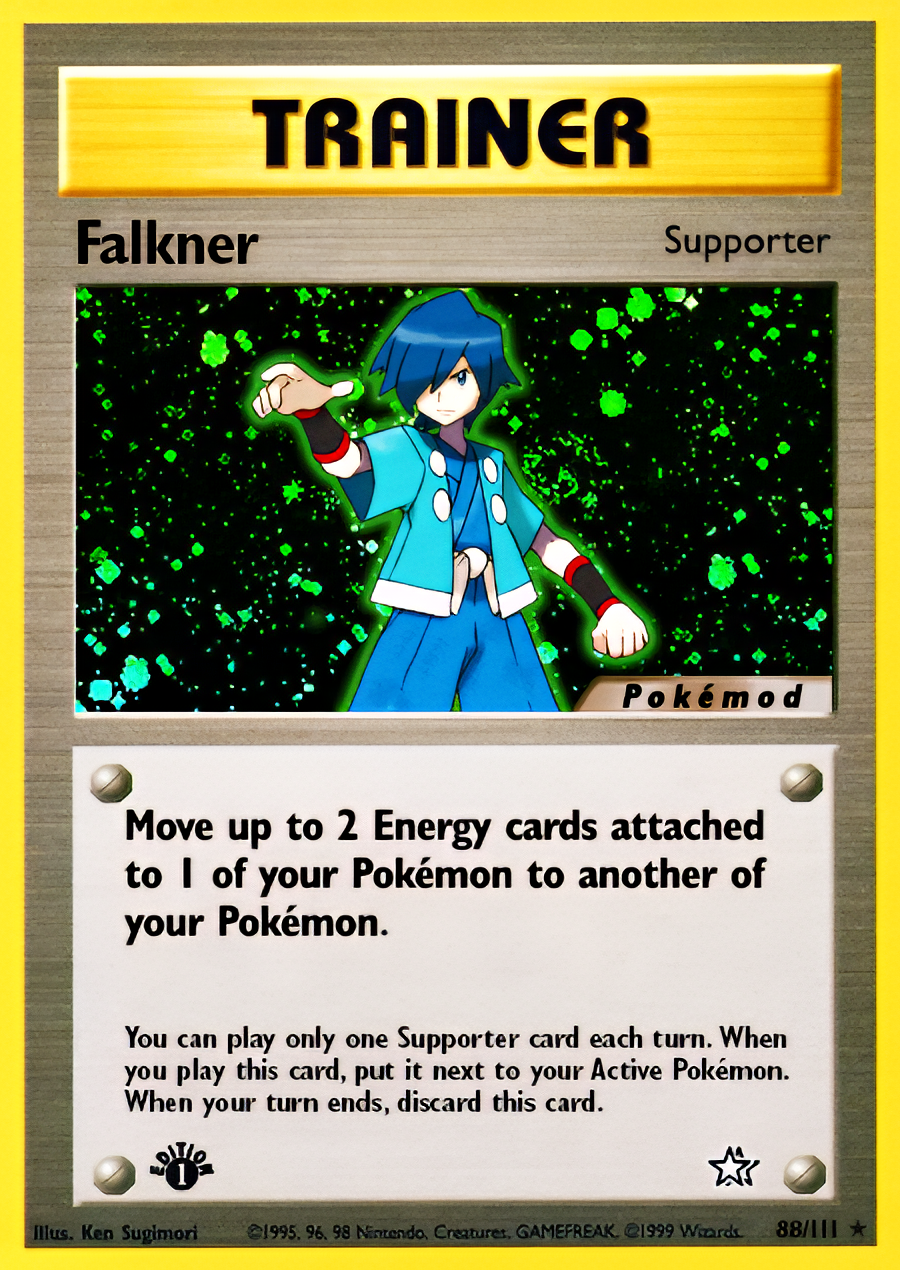 TRAINER
Falkner
Supporter
Pokémod
Move up to 2 Energy cards attached
to 1 of your Pokémon to another of
your Pokémon.
You can play only one Supporter card each turn. When
you play this card, put it next to your Active Pokémon.
When your turn ends, discard this card.
EDITION
1
Illus. Ken Sugimori
©1995, 96, 98 Nintendo, Creatures, GAMEFREAK. ©1999 Wizards.
88/111 ★